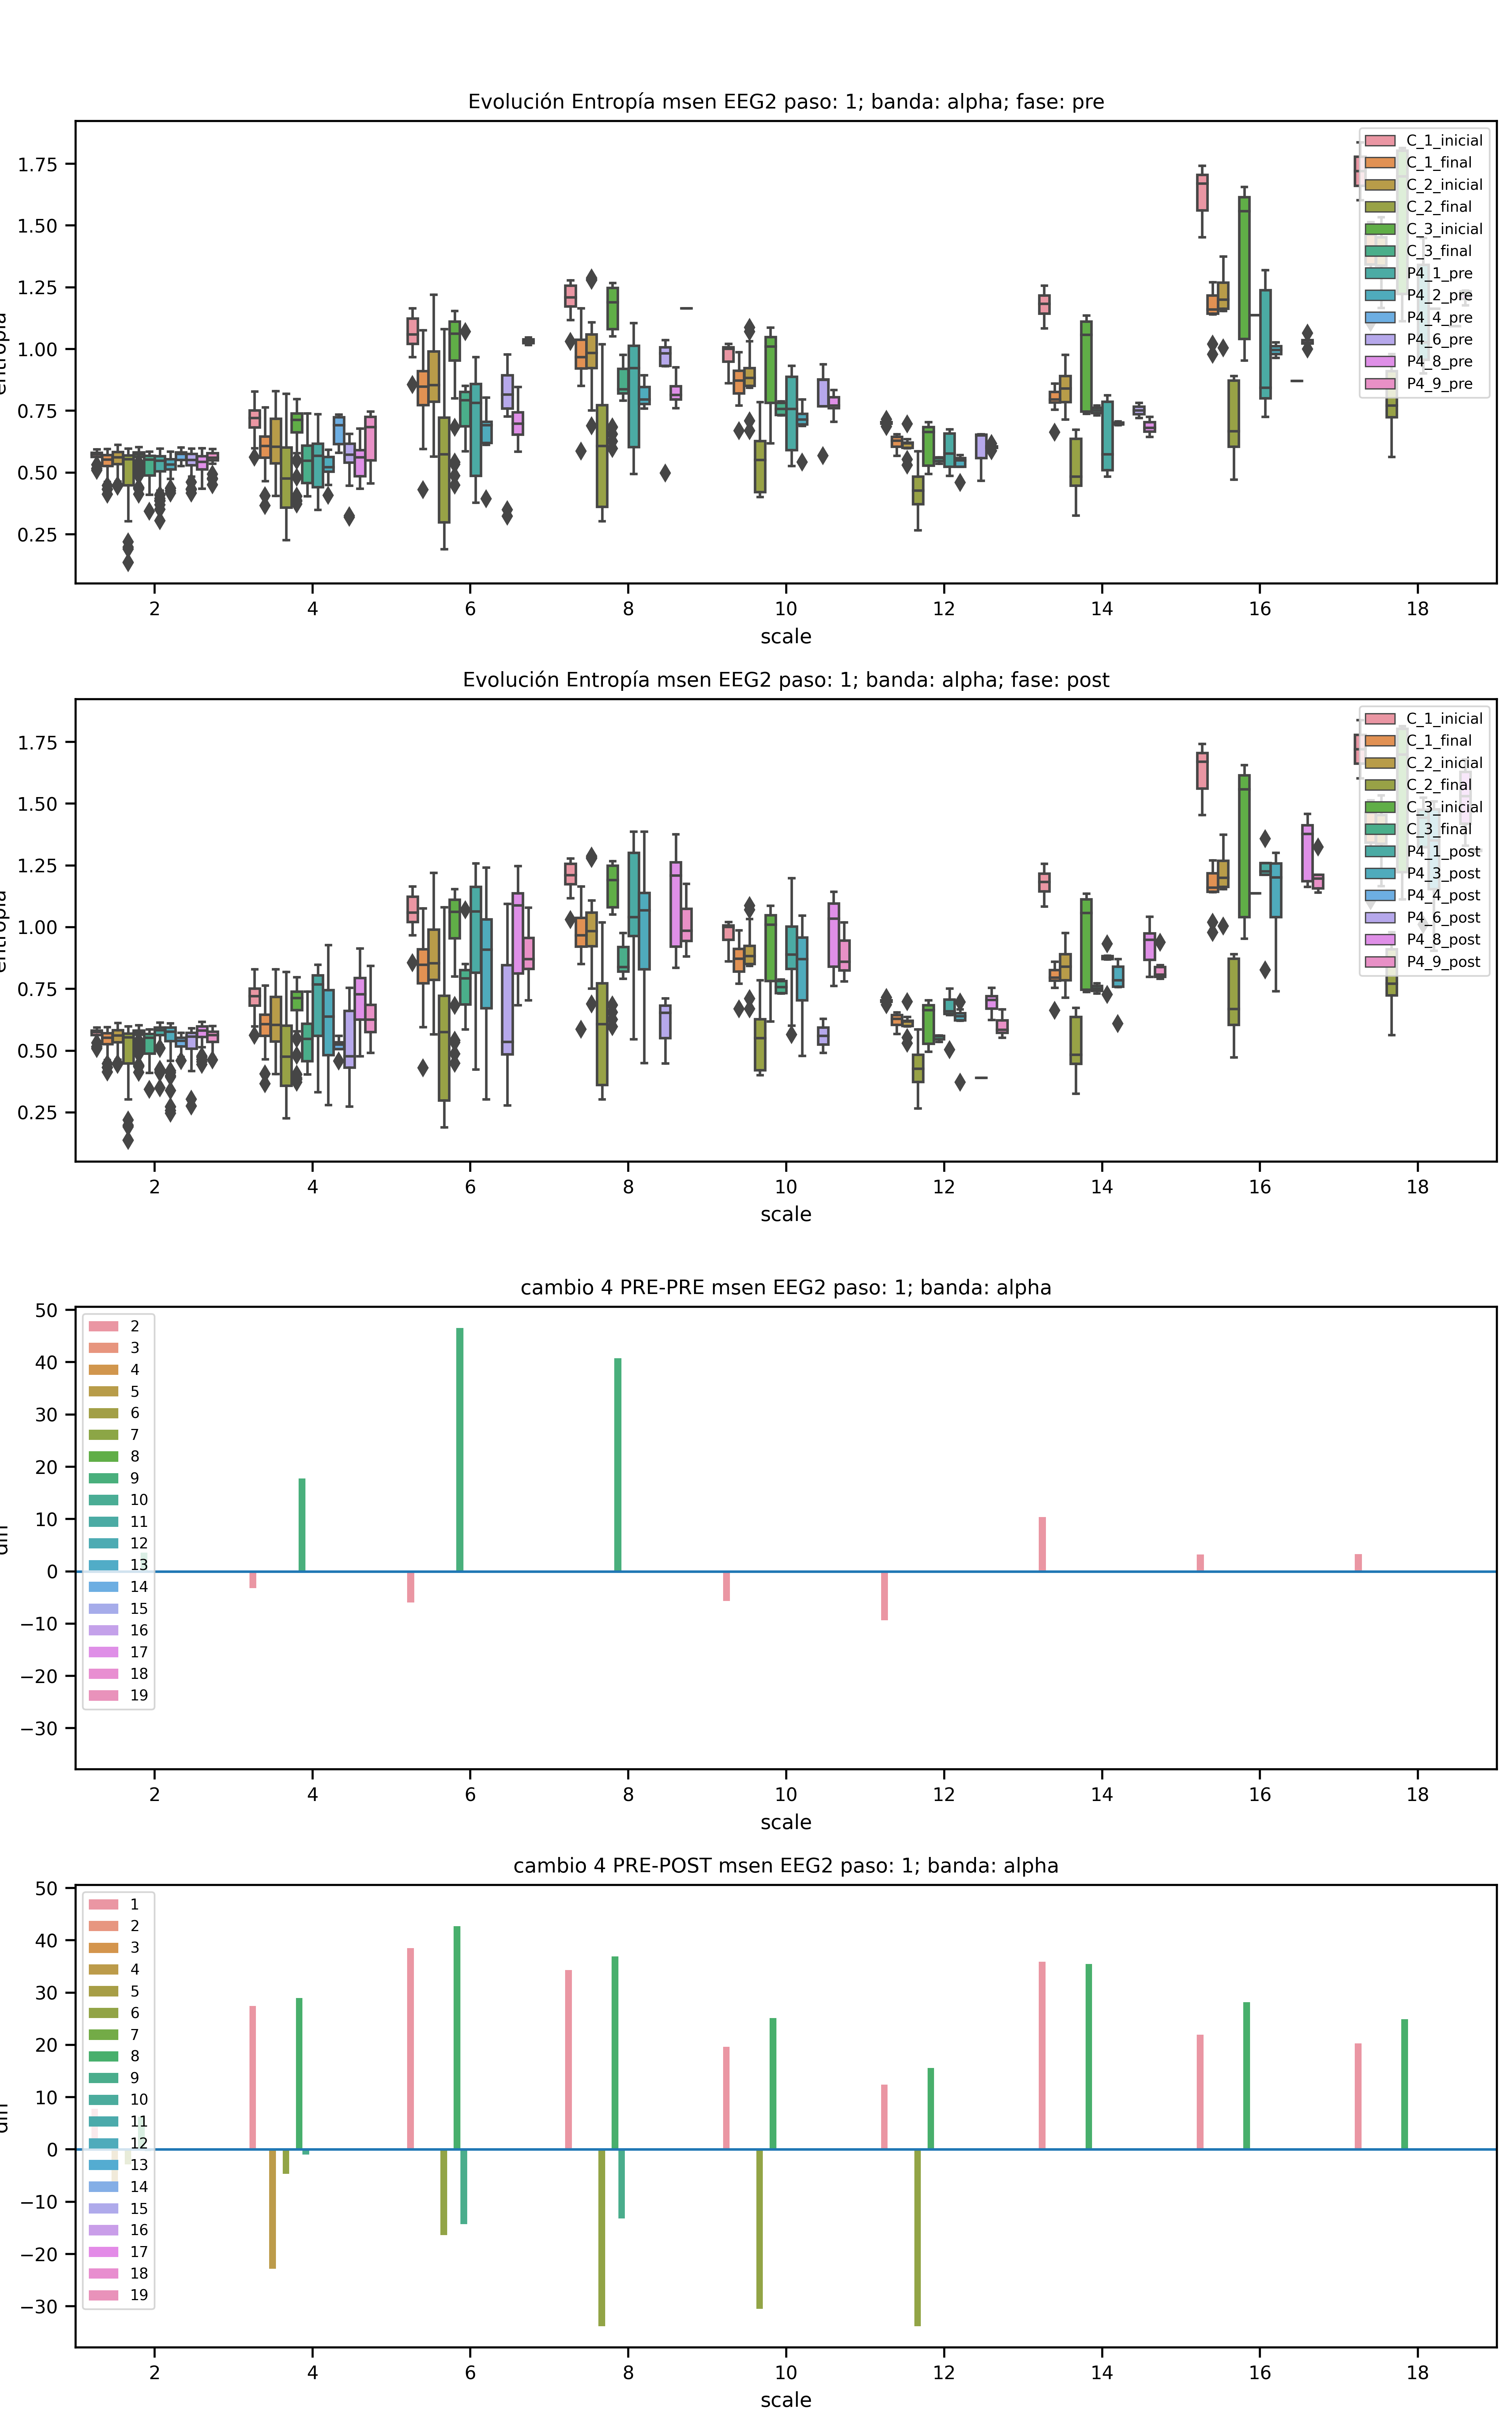 Evolución Entropía msen EEG2 paso: 1; banda: alpha; fase: pre
1.75
1.50
1.25
1.00
0.75
0.50
0.25
entropia
C_1_inicial
C_1_final
C_2_inicial
C_2_final
C_3_inicial
C_3_final
P4_1_pre
P4_2_pre
P4_4_pre
P4_6_pre
P4_8_pre
P4_9_pre
2 4 6 8 10 12 14 16 18
scale
Evolución Entropía msen EEG2 paso: 1; banda: alpha; fase: post
1.75
1.50
1.25
1.00
0.75
0.50
0.25
entropia
C_1_inicial
C_1_final
C_2_inicial
C_2_final
C_3_inicial
C_3_final
P4_1_post
P4_3_post
P4_4_post
P4_6_post
P4_8_post
P4_9_post
2 4 6 8 10 12 14 16 18
scale
cambio 4 PRE-PRE msen EEG2 paso: 1; banda: alpha
50
40
30
20
10
0
−10
−20
−30
2
3
4
5
6
7
8
9
10
11
12
13
14
15
16
17
18
19
2 4 6 8 10 12 14 16 18
scale
cambio 4 PRE-POST msen EEG2 paso: 1; banda: alpha
50
40
30
20
10
0
−10
−20
−30
1
2
3
4
5
6
7
8
9
10
11
12
13
14
15
16
17
18
19
2 4 6 8 10 12 14 16 18
scale